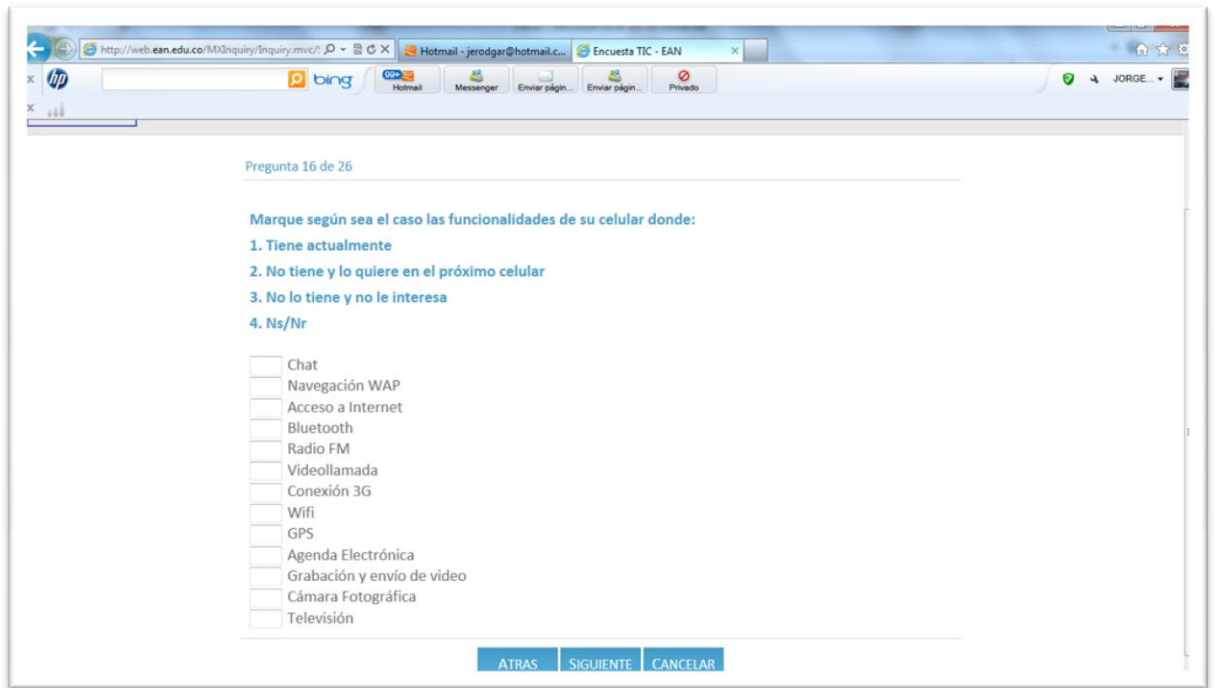 http://web.ean.edu.co/MXInquiry/Inquiry.mvc/
Hotmail - jerodgar@hotmail.c...
Encuesta TIC - EAN
hp
bing
99+
Hotmail
Messenger
Enviar págin...
Enviar págin...
Privado
JORGE...
Pregunta 16 de 26
Marque según sea el caso las funcionalidades de su celular donde:
1. Tiene actualmente
2. No tiene y lo quiere en el próximo celular
3. No lo tiene y no le interesa
4. Ns/Nr
Chat
Navegación WAP
Acceso a Internet
Bluetooth
Radio FM
Videollamada
Conexión 3G
Wifi
GPS
Agenda Electrónica
Grabación y envío de video
Cámara Fotográfica
Televisión
ATRAS
SIGUIENTE
CANCELAR